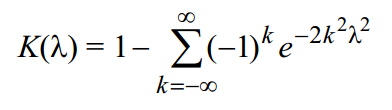 K(λ) = 1 − ∑_{k=−∞}^{∞} (−1)^k e^{−2k²λ²}